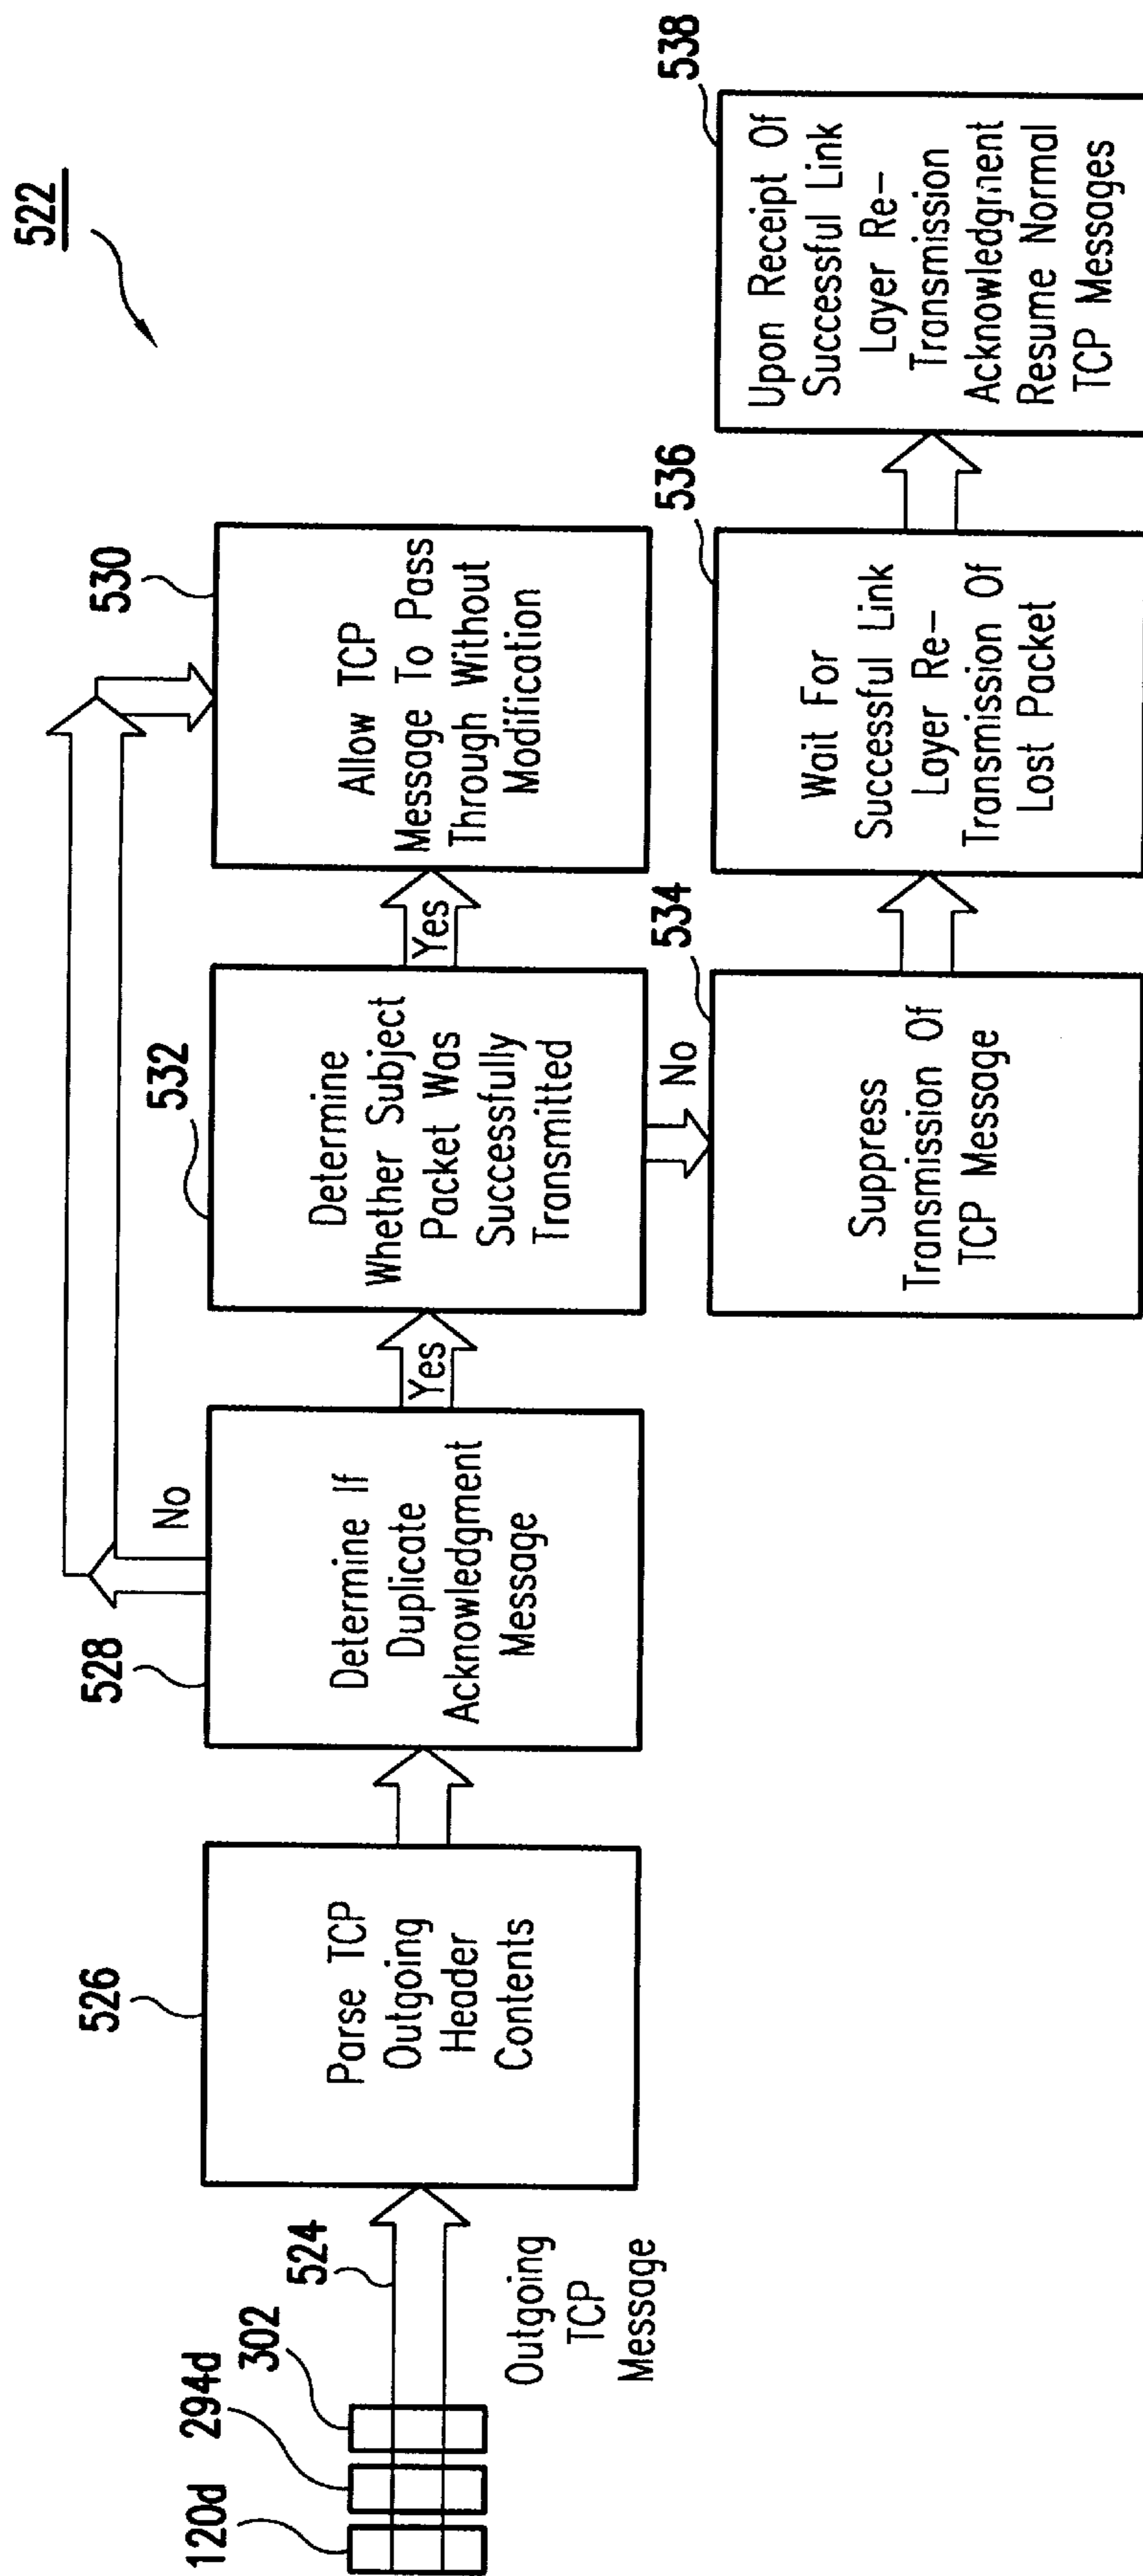 522
120d
294d
302
524
Outgoing
TCP
Message
526
Parse TCP
Outgoing
Header
Contents
528
Determine If
Duplicate
Acknowledgment
Message
No
Yes
532
Determine
Whether Subject
Packet Was
Successfully
Transmitted
Yes
No
530
Allow TCP
Message To Pass
Through Without
Modification
534
Suppress
Transmission Of
TCP Message
536
Wait For
Successful Link
Layer Re-
Transmission Of
Lost Packet
538
Upon Receipt Of
Successful Link
Layer Re-
Transmission
Acknowledgment
Resume Normal
TCP Messages